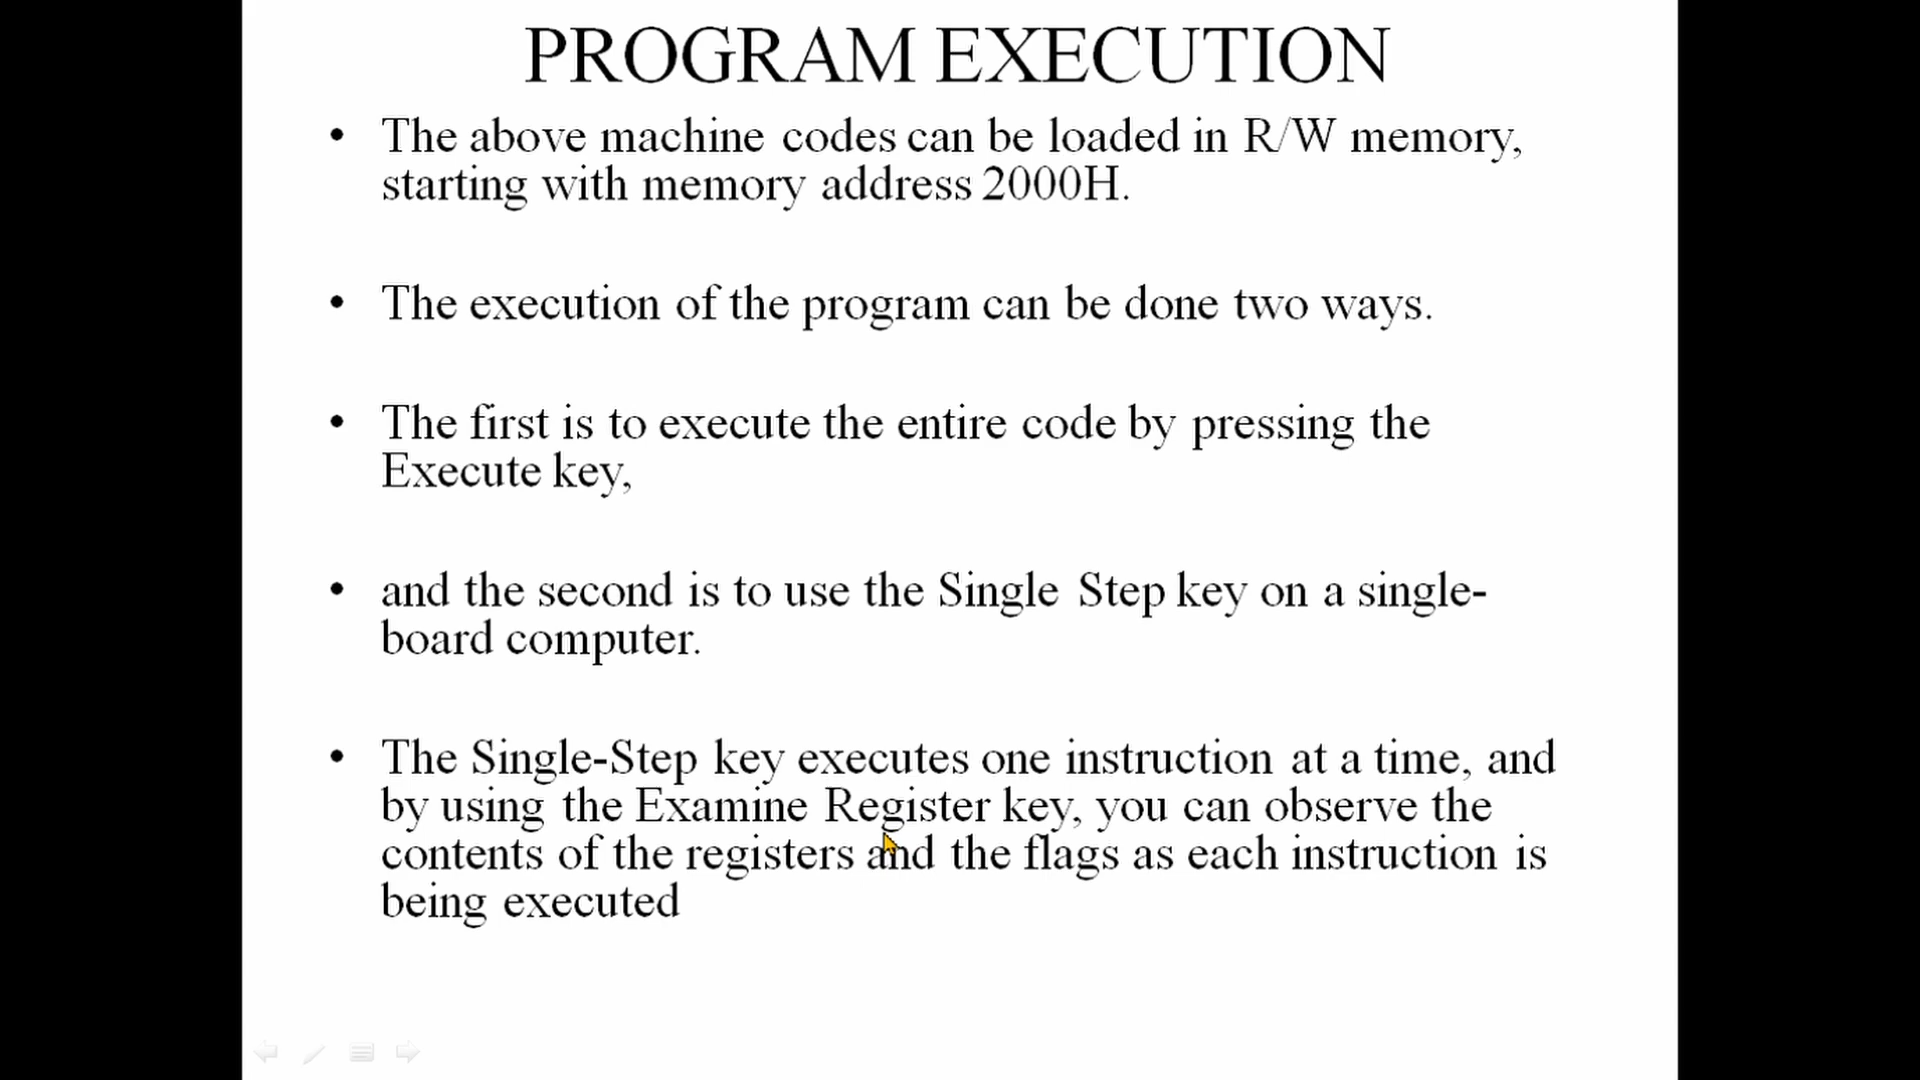 PROGRAM EXECUTION
• The above machine codes can be loaded in R/W memory,
starting with memory address 2000H.
• The execution of the program can be done two ways.
• The first is to execute the entire code by pressing the
Execute key,
• and the second is to use the Single Step key on a single-
board computer.
• The Single-Step key executes one instruction at a time, and
by using the Examine Register key, you can observe the
contents of the registers and the flags as each instruction is
being executed